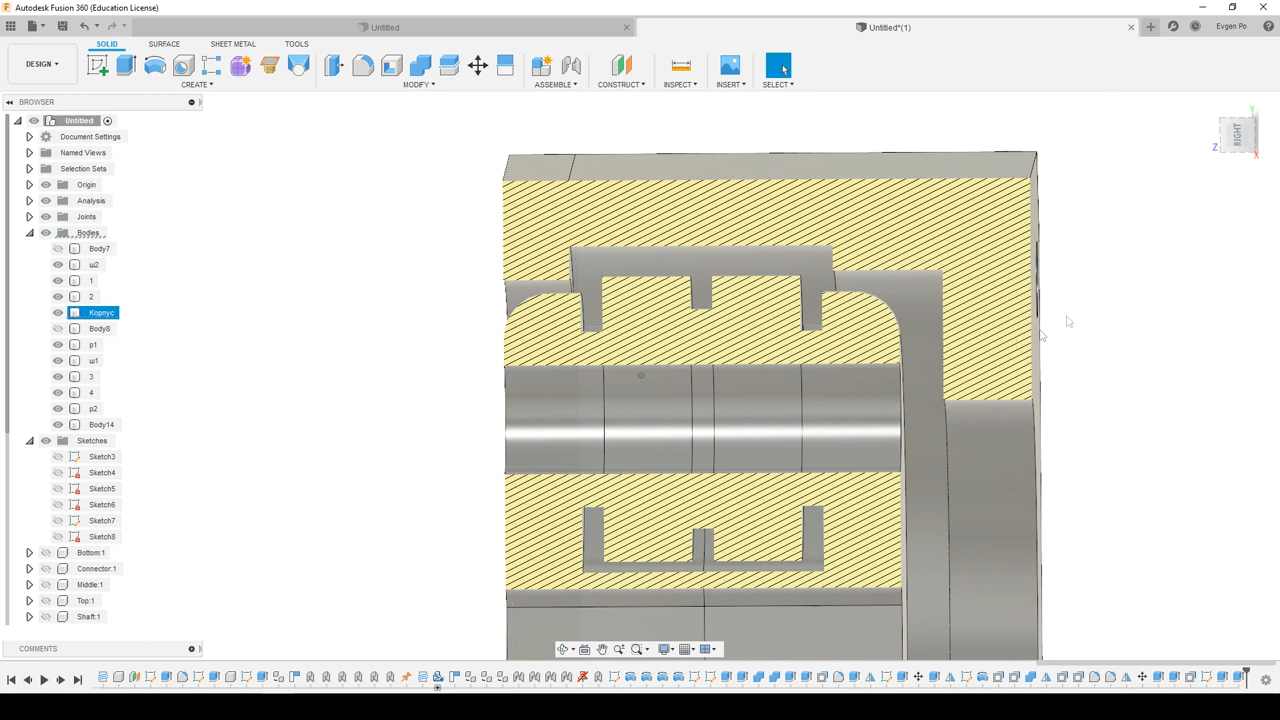 Autodesk Fusion 360 (Education License)
Untitled
Untitled*(1)
Evgen Po
DESIGN
SOLID
SURFACE
SHEET METAL
TOOLS
CREATE
MODIFY
ASSEMBLE
CONSTRUCT
INSPECT
INSERT
SELECT
BROWSER
Untitled
Document Settings
Named Views
Selection Sets
Origin
Analysis
Joints
Bodies
Body7
ш2
1
2
Корпус
Body8
p1
ш1
3
4
p2
Body14
Sketches
Sketch3
Sketch4
Sketch5
Sketch6
Sketch7
Sketch8
Bottom:1
Connector:1
Middle:1
Top:1
Shaft:1
COMMENTS
Y
RIGHT
Z
X